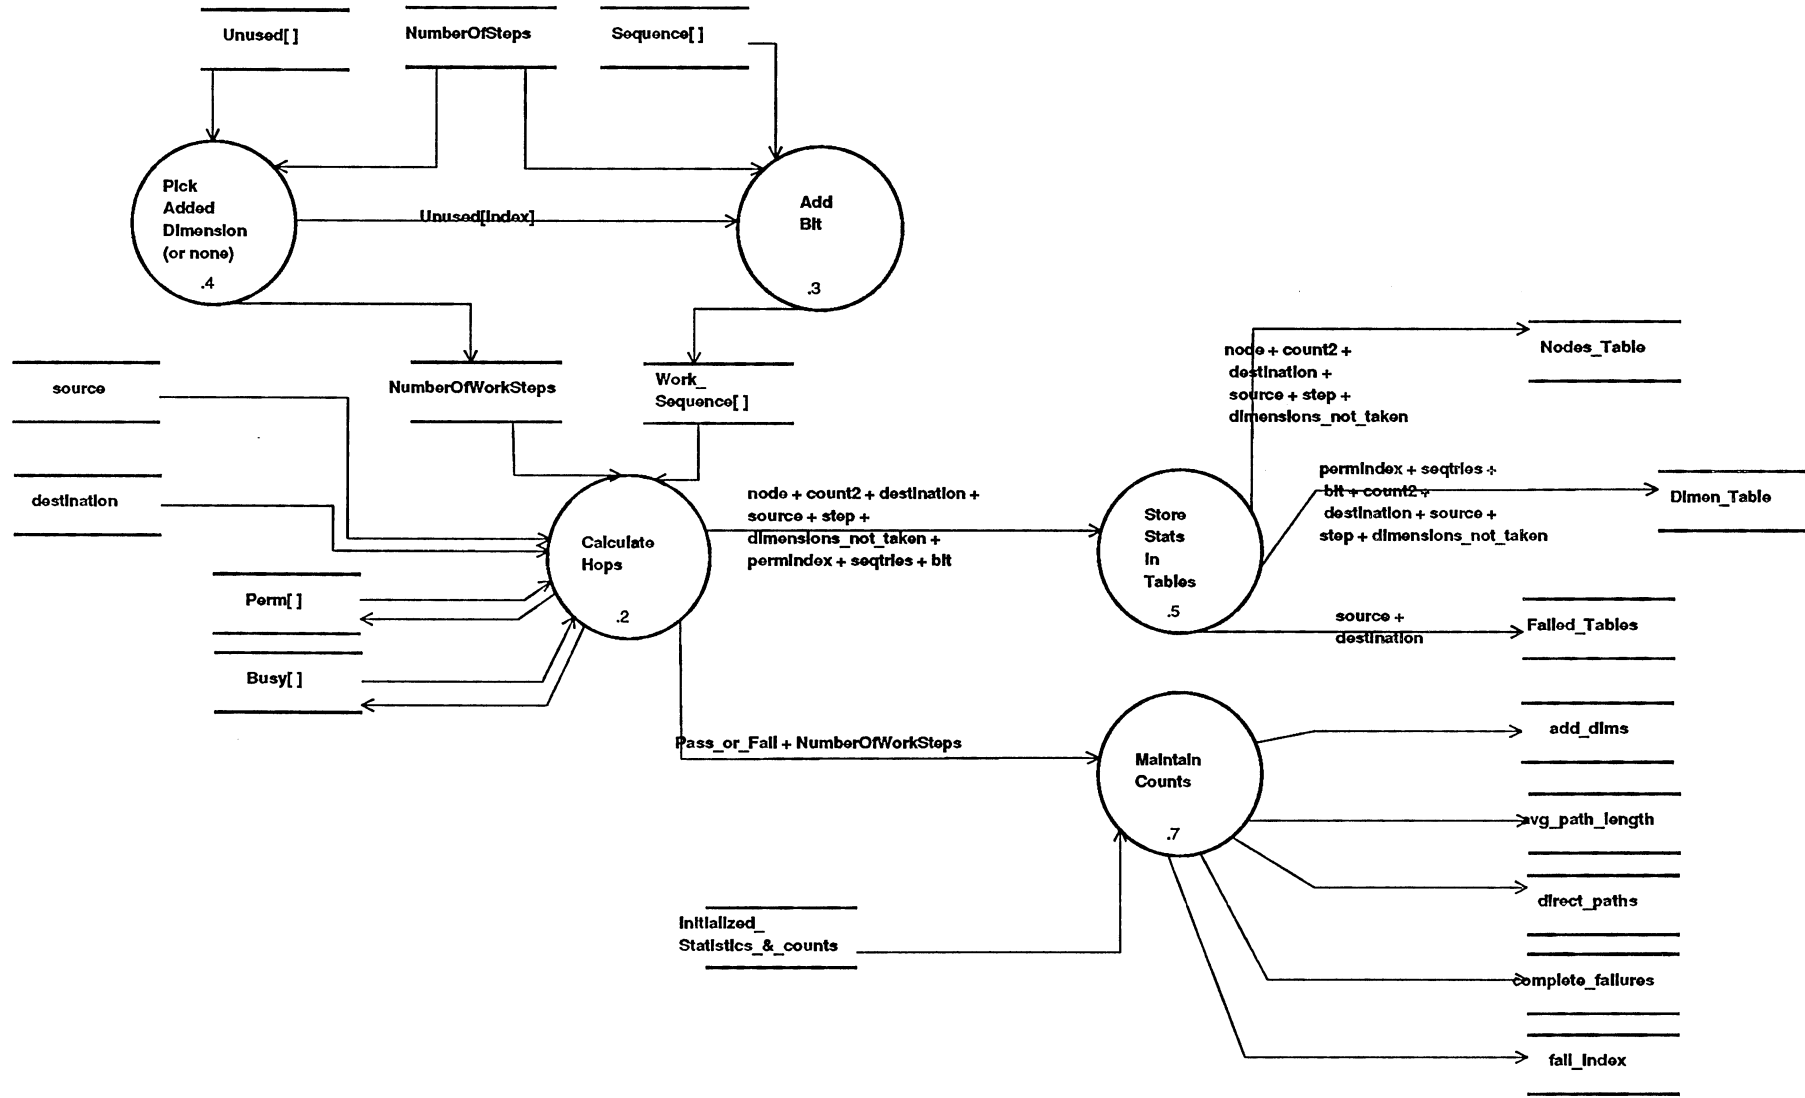 Unused[ ]
NumberOfSteps
Sequence[ ]
Pick
Added
Dimension
(or none)
.4
Unused[Index]
Add
Bit
.3
source
NumberOfWorkSteps
Work_
Sequence[ ]
destination
Perm[ ]
Busy[ ]
Calculate
Hops
.2
node + count2 + destination +
source + step +
dimensions_not_taken +
permindex + seqtries + bit
Store
Stats
In
Tables
.5
node + count2 +
destination +
source + step +
dimensions_not_taken
Nodes_Table
permindex + seqtries +
bit + count2 +
destination + source +
step + dimensions_not_taken
Dimen_Table
source +
destination
Failed_Tables
Pass_or_Fail + NumberOfWorkSteps
Maintain
Counts
.7
Initialized_
Statistics_&_counts
add_dims
avg_path_length
direct_paths
complete_failures
fail_Index